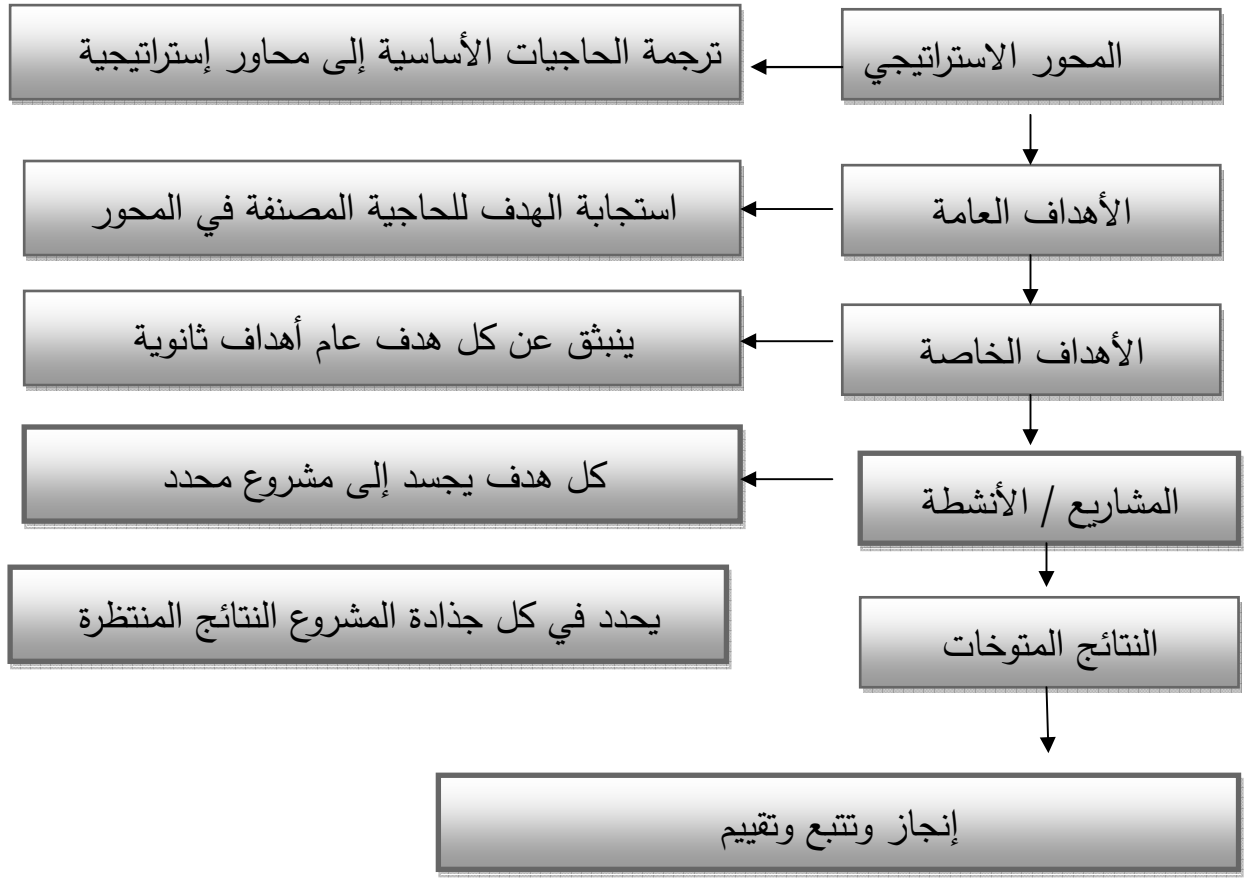 المحور الاستراتيجي
ترجمة الحاجيات الأساسية إلى محاور إستراتيجية
الأهداف العامة
استجابة الهدف للحاجية المصنفة في المحور
الأهداف الخاصة
ينبثق عن كل هدف عام أهداف ثانوية
المشاريع / الأنشطة
كل هدف يجسد إلى مشروع محدد
النتائج المتوخات
يحدد في كل جذاذة المشروع النتائج المنتظرة
إنجاز وتتبع وتقييم